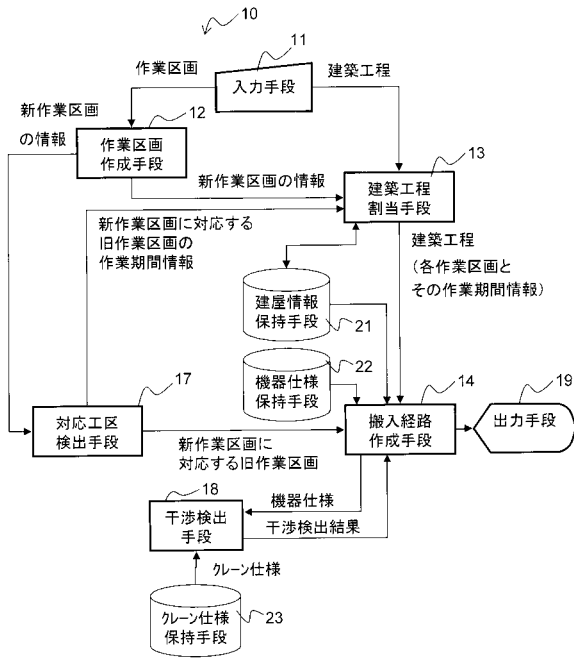 10
11
作業区画
建築工程
入力手段
新作業区画
の情報
12
作業区画
作成手段
13
新作業区画の情報
建築工程
割当手段
新作業区画に対応する
旧作業区画の
作業期間情報
建築工程
(各作業区画と
その作業期間情報)
建屋情報
保持手段
21
22
機器仕様
保持手段
17
14
19
対応工区
検出手段
搬入経路
作成手段
出力手段
新作業区画に
対応する旧作業区画
18
機器仕様
干渉検出
手段
干渉検出結果
クレーン仕様
クレーン仕様
保持手段
23